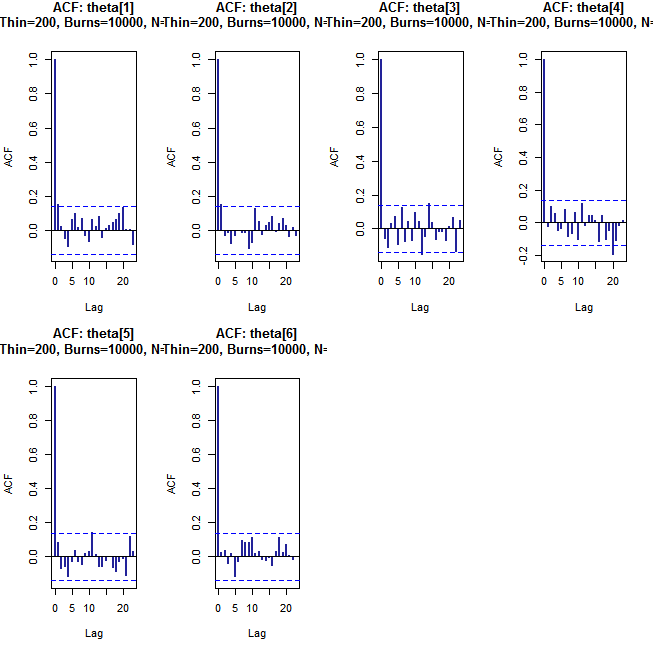 ACF: theta[1]
Thin=200, Burns=10000, N=
ACF
0.0 0.2 0.4 0.6 0.8 1.0
0 5 10 20
Lag
ACF: theta[2]
Thin=200, Burns=10000, N=
ACF
0.0 0.2 0.4 0.6 0.8 1.0
0 5 10 20
Lag
ACF: theta[3]
Thin=200, Burns=10000, N=
ACF
0.0 0.2 0.4 0.6 0.8 1.0
0 5 10 20
Lag
ACF: theta[4]
Thin=200, Burns=10000, N=
ACF
-0.2 0.0 0.2 0.4 0.6 0.8 1.0
0 5 10 20
Lag
ACF: theta[5]
Thin=200, Burns=10000, N=
ACF
0.0 0.2 0.4 0.6 0.8 1.0
0 5 10 20
Lag
ACF: theta[6]
Thin=200, Burns=10000, N=
ACF
0.0 0.2 0.4 0.6 0.8 1.0
0 5 10 20
Lag